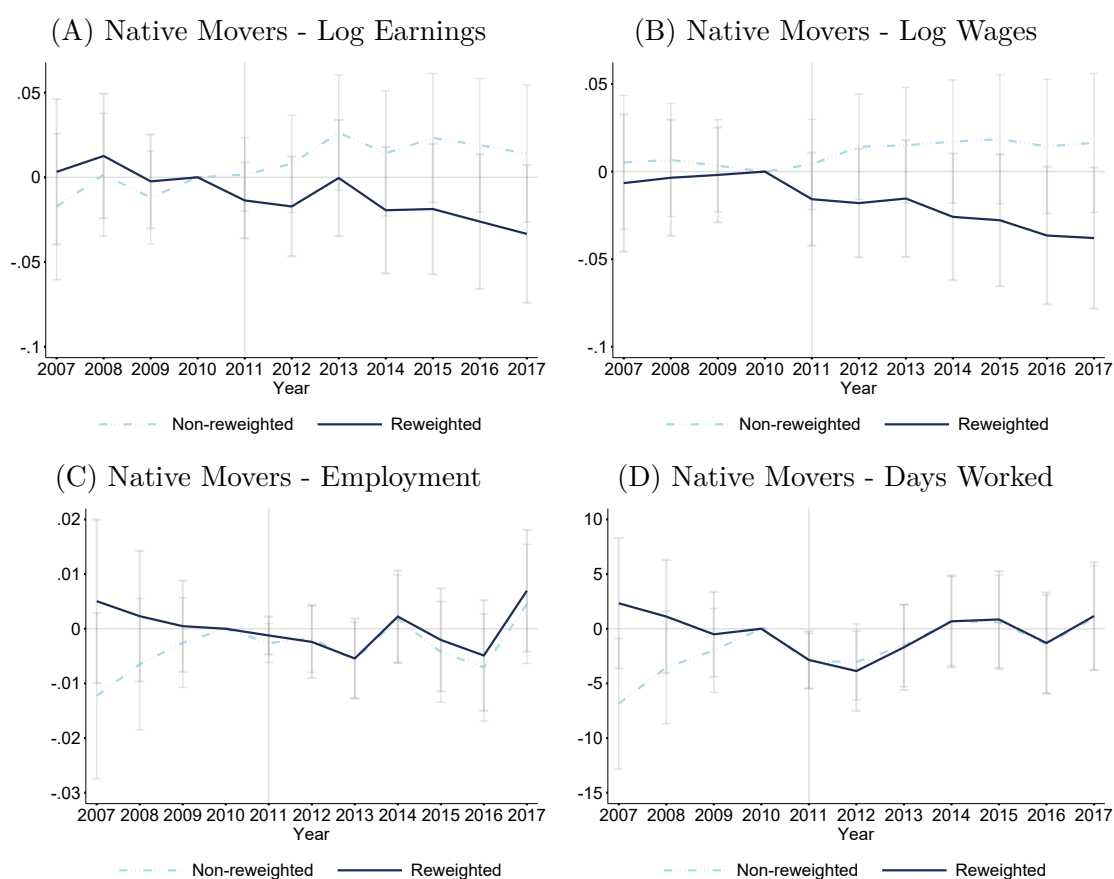 (A) Native Movers - Log Earnings
.05
0
-.05
-.1
2007 2008 2009 2010 2011 2012 2013 2014 2015 2016 2017
Year
Non-reweighted Reweighted
(B) Native Movers - Log Wages
.05
0
-.05
-.1
2007 2008 2009 2010 2011 2012 2013 2014 2015 2016 2017
Year
Non-reweighted Reweighted
(C) Native Movers - Employment
.02
.01
0
-.01
-.02
-.03
2007 2008 2009 2010 2011 2012 2013 2014 2015 2016 2017
Year
Non-reweighted Reweighted
(D) Native Movers - Days Worked
10
5
0
-5
-10
-15
2007 2008 2009 2010 2011 2012 2013 2014 2015 2016 2017
Year
Non-reweighted Reweighted